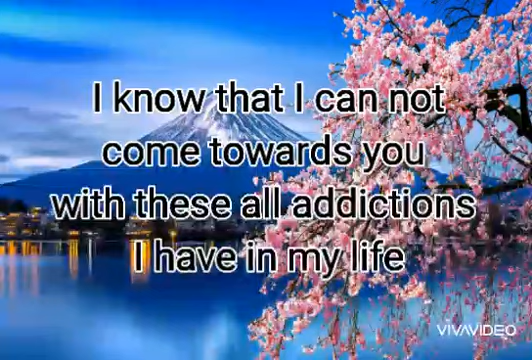 I know that I can not
come towards you
with these all addictions
I have in my life
VIVAVIDEO